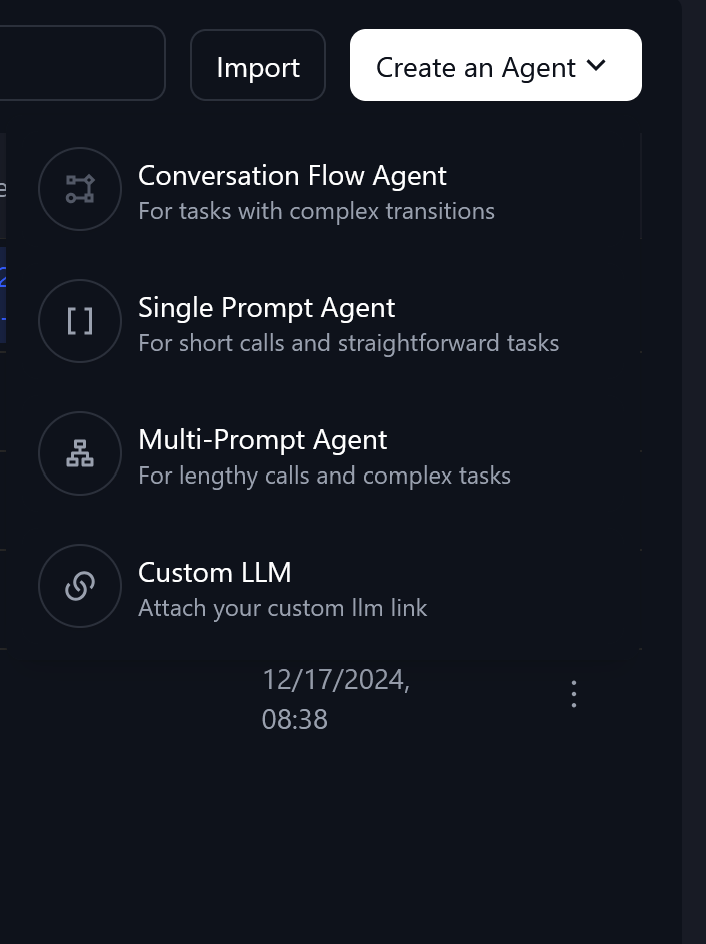 Import
Create an Agent
Conversation Flow Agent
For tasks with complex transitions
Single Prompt Agent
For short calls and straightforward tasks
Multi-Prompt Agent
For lengthy calls and complex tasks
Custom LLM
Attach your custom llm link
12/17/2024,
08:38